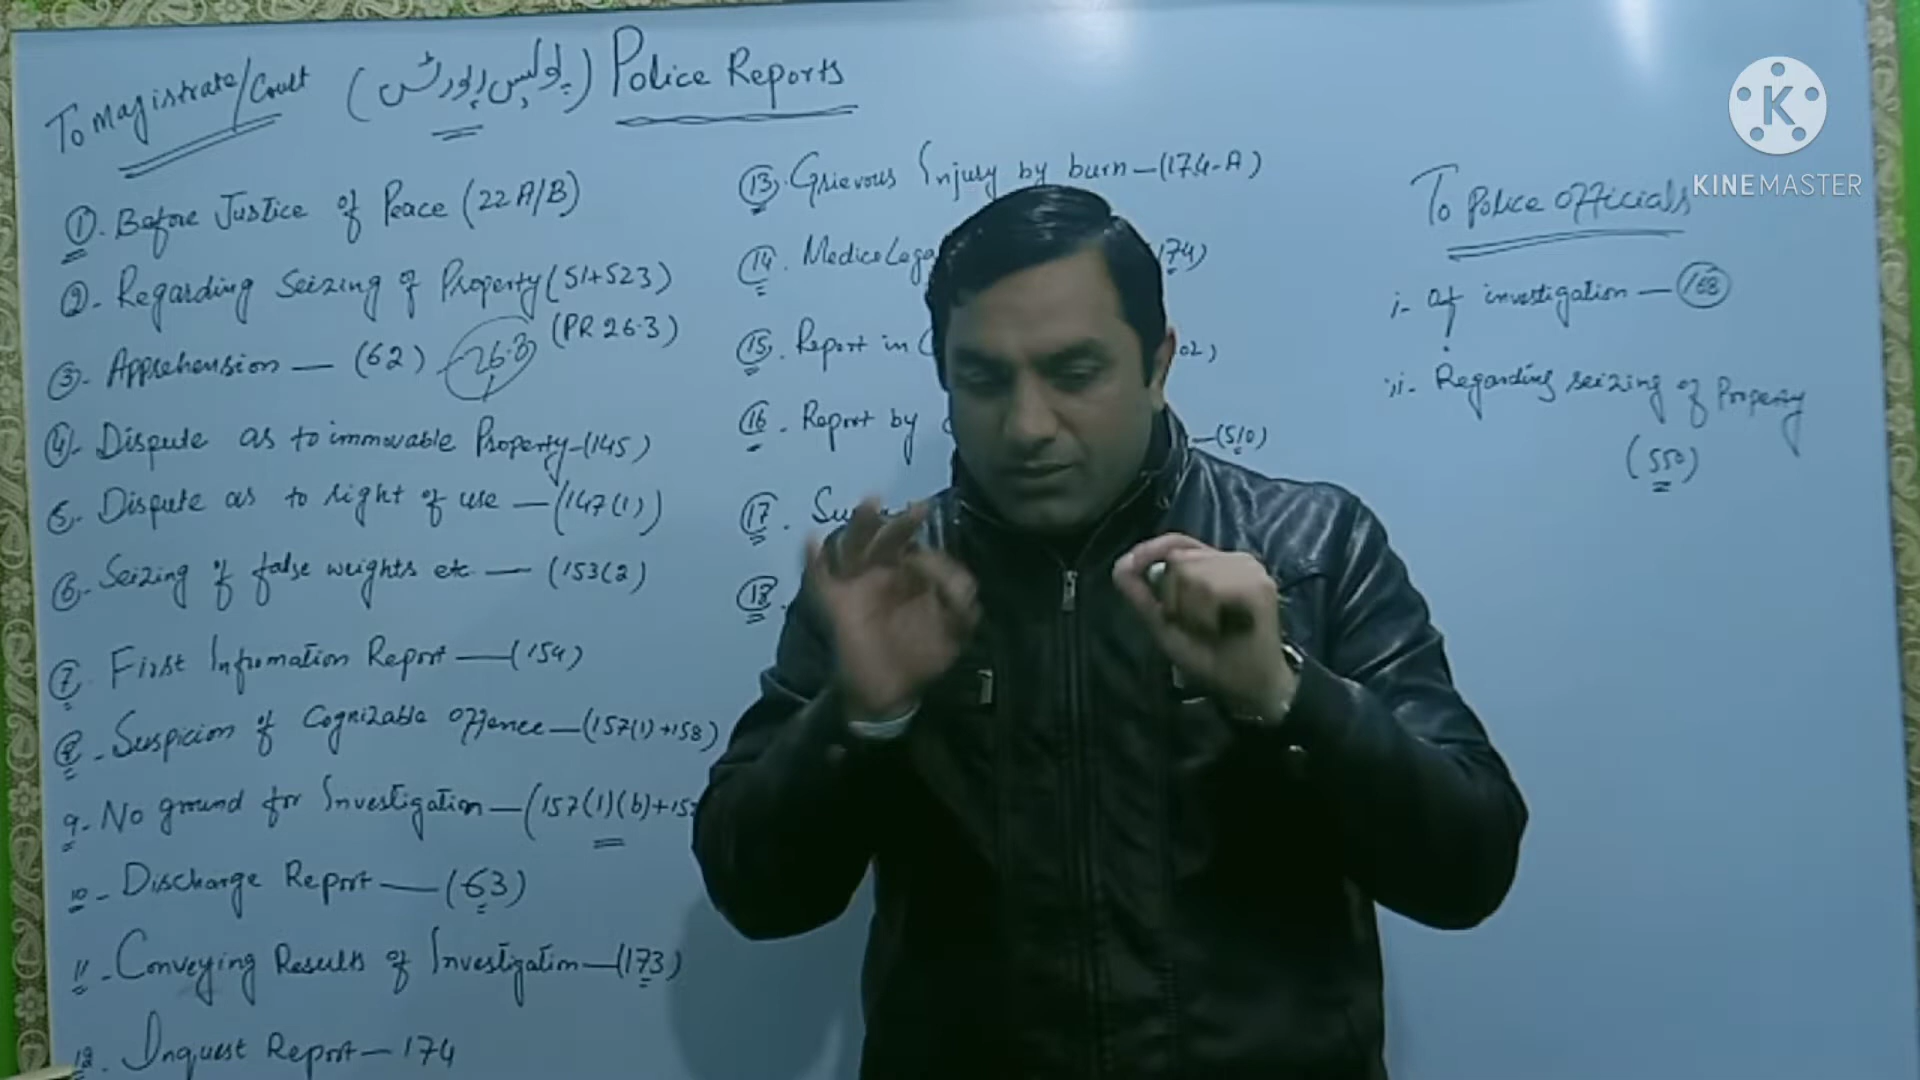 To Magistrate/Court (پولیس رپورٹس) Police Reports
①. Before Justice of Peace (22 A/B)
②- Regarding Seizing of Property (51+523)
(PR 26.3)
③- Apprehension — (62) - 26.3
④- Dispute as to immovable Property - (145)
⑤- Dispute as to right of use — (147(1))
⑥- Seizing of false weights etc — (153(2)
⑦. First Infromation Report — (154)
⑧- Suspicion of Cognizable offence — (157(1)+158)
9- No ground for Investigation — (157(1)(b)+15
10- Discharge Report — (63)
11- Conveying Results of Investigation — (173)
12. Inquest Report — 174
⑬. Grievous Injury by burn — (174-A)
⑭. Medico Lega 174)
⑮. Report in 02)
⑯. Report by — (510)
⑰.
⑱.
To Police officials
i- Of investigation — (168)
ii- Regarding seizing of Property
(550)
K
KINEMASTER